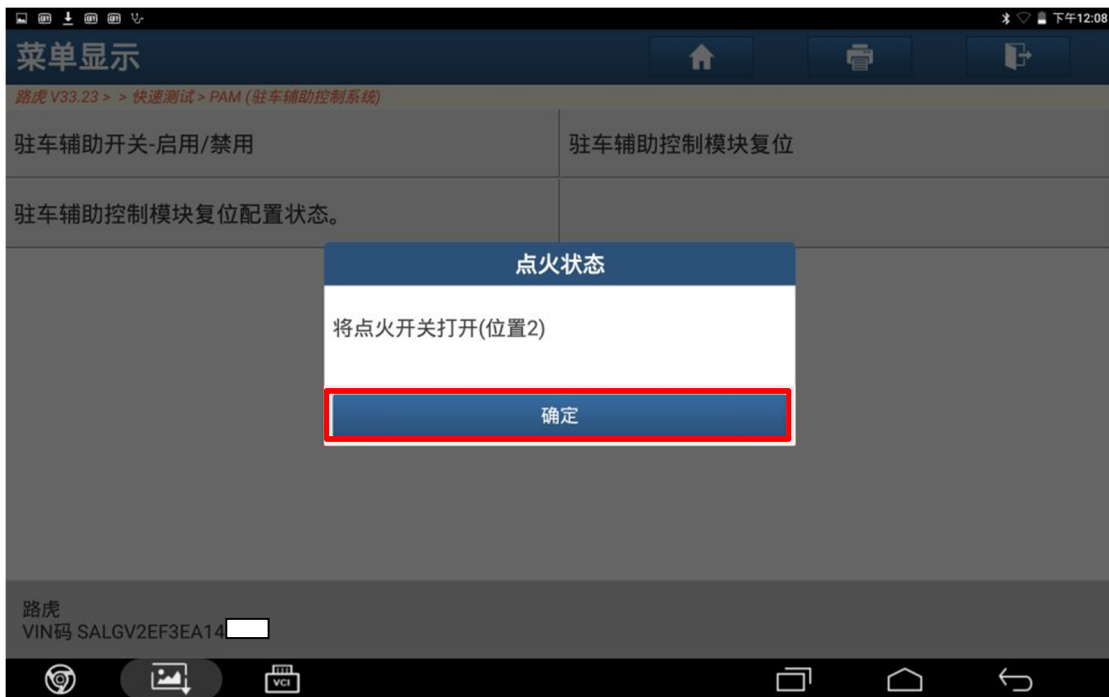 下午12:08
菜单显示
路虎 V33.23 > > 快速测试 > PAM (驻车辅助控制系统)
驻车辅助开关-启用/禁用
驻车辅助控制模块复位
驻车辅助控制模块复位配置状态。
点火状态
将点火开关打开(位置2)
确定
路虎
VIN码 SALGV2EF3EA14
VCI